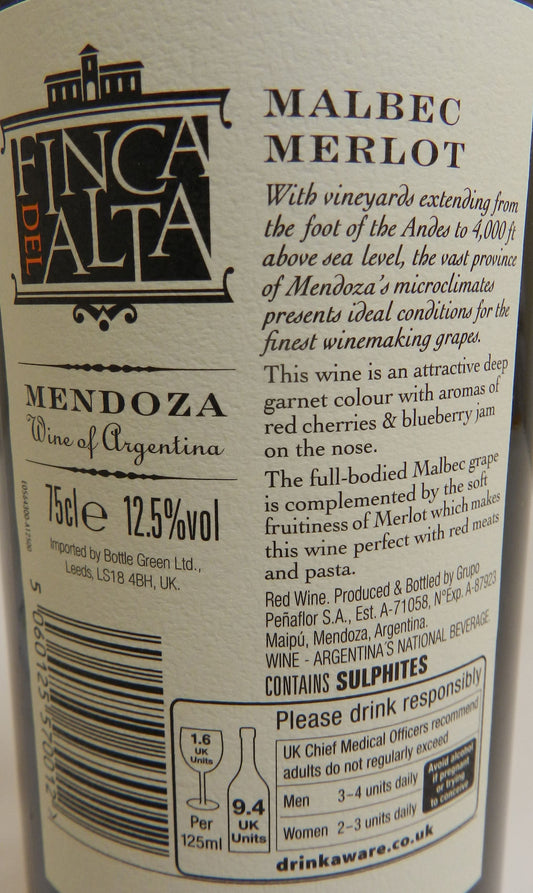 FINCA
DEL
ALTA
MENDOZA
Wine of Argentina
75cl e 12.5%vol
Imported by Bottle Green Ltd.,
Leeds, LS18 4BH, UK.
5 060125 570012
MALBEC
MERLOT
With vineyards extending from
the foot of the Andes to 4,000 ft
above sea level, the vast province
of Mendoza's microclimates
presents ideal conditions for the
finest winemaking grapes.
This wine is an attractive deep
garnet colour with aromas of
red cherries & blueberry jam
on the nose.
The full-bodied Malbec grape
is complemented by the soft
fruitiness of Merlot which makes
this wine perfect with red meats
and pasta.
Red Wine. Produced & Bottled by Grupo
Peñaflor S.A., Est. A-71058, NºExp. A-87923
Maipú, Mendoza, Argentina.
WINE - ARGENTINA'S NATIONAL BEVERAGE.
CONTAINS SULPHITES
Please drink responsibly
1.6
UK
Units
Per
125ml
9.4
UK
Units
UK Chief Medical Officers recommend
adults do not regularly exceed
Men 3-4 units daily
Women 2-3 units daily
Avoid alcohol
if pregnant
or trying
to conceive
drinkaware.co.uk